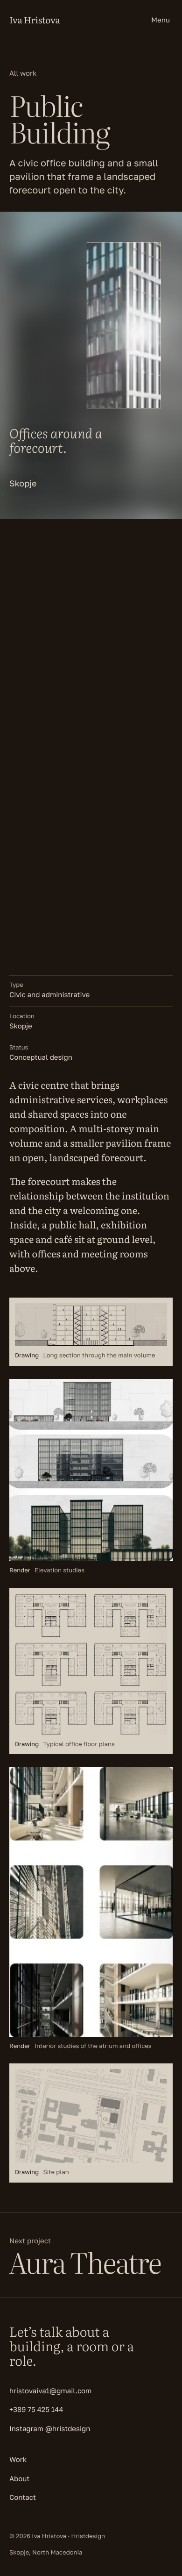 Iva Hristova
Menu
All work
Public
Building
A civic office building and a small
pavilion that frame a landscaped
forecourt open to the city.
Offices around a
forecourt.
Skopje
Type
Civic and administrative
Location
Skopje
Status
Conceptual design
A civic centre that brings
administrative services, workplaces
and shared spaces into one
composition. A multi-storey main
volume and a smaller pavilion frame
an open, landscaped forecourt.
The forecourt makes the
relationship between the institution
and the city a welcoming one.
Inside, a public hall, exhibition
space and café sit at ground level,
with offices and meeting rooms
above.
Drawing Long section through the main volume
Render Elevation studies
Drawing Typical office floor plans
Render Interior studies of the atrium and offices
Drawing Site plan
Next project
Aura Theatre
Let's talk about a
building, a room or a
role.
hristovaiva1@gmail.com
+389 75 425 144
Instagram @hristdesign
Work
About
Contact
© 2026 Iva Hristova · Hristdesign
Skopje, North Macedonia